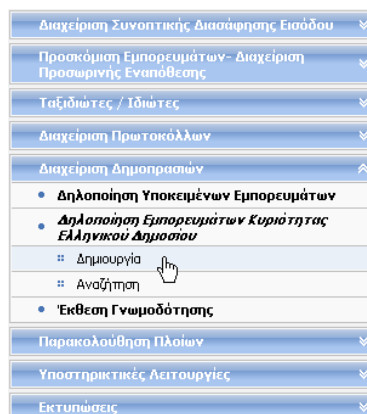 Διαχείριση Συνοπτικής Διασάφησης Εισόδου
Προσκόμιση Εμπορευμάτων- Διαχείριση
Προσωρινής Εναπόθεσης
Ταξιδιώτες / Ιδιώτες
Διαχείριση Πρωτοκόλλων
Διαχείριση Δημοπρασιών
Δηλοποίηση Υποκειμένων Εμπορευμάτων
Δηλοποίηση Εμπορευμάτων Κυριότητας
Ελληνικού Δημοσίου
Δημιουργία
Αναζήτηση
Έκθεση Γνωμοδότησης
Παρακολούθηση Πλοίων
Υποστηρικτικές Λειτουργίες
Εκτυπώσεις